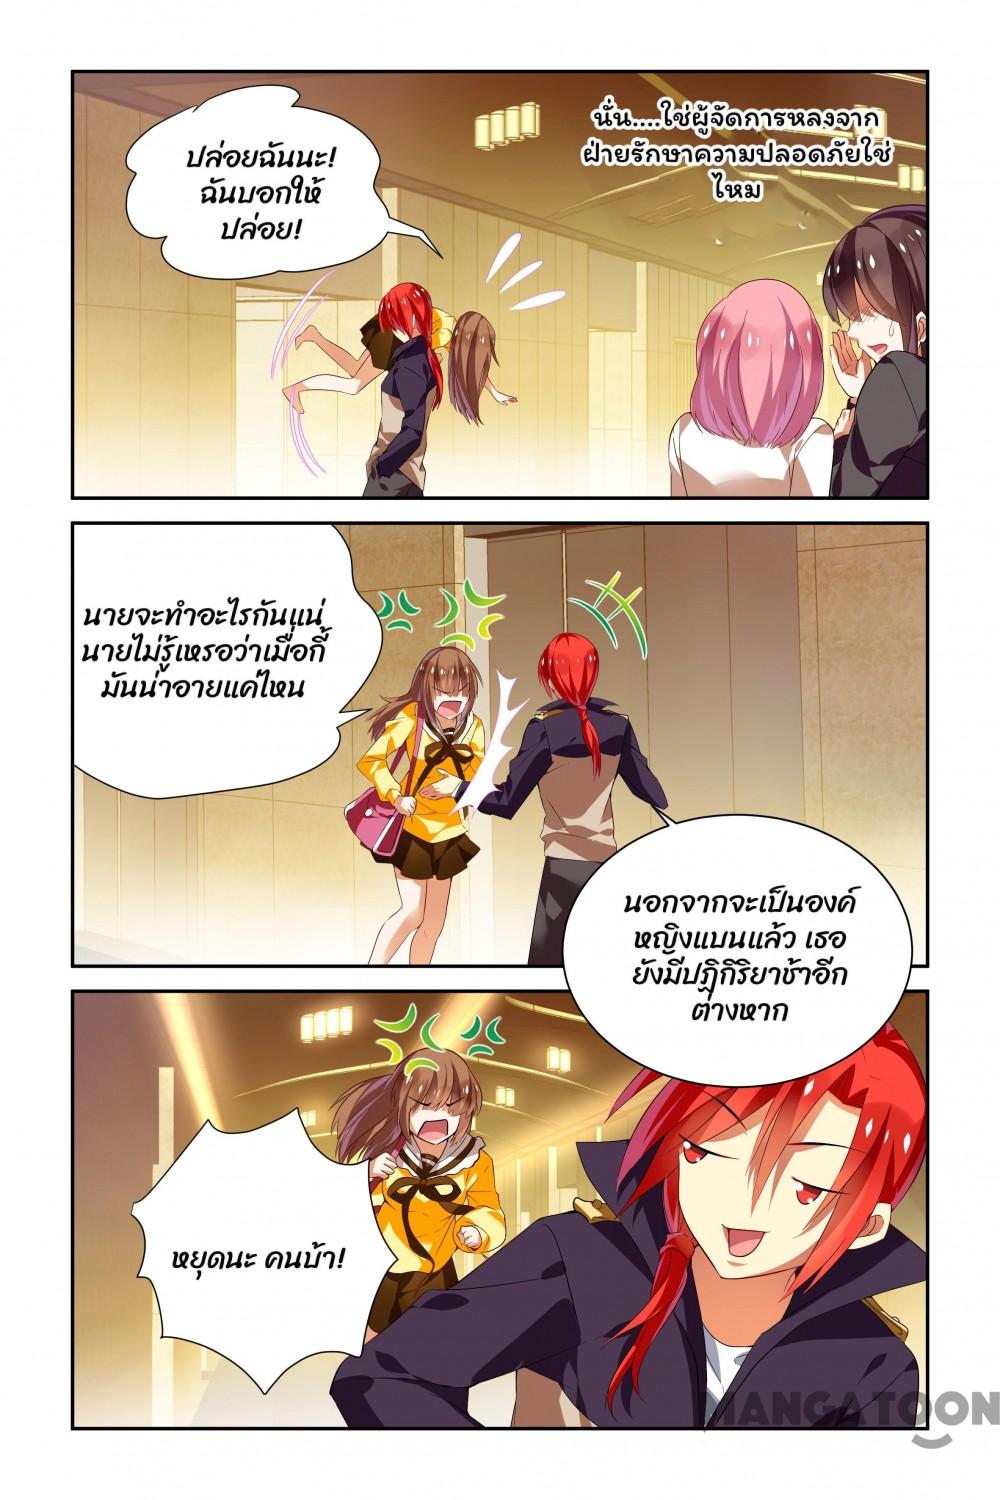 ปล่อยฉันนะ!
ฉันบอกให้
ปล่อย!
นั่น....ใช่ผู้จัดการหลงจาก
ฝ่ายรักษาความปลอดภัยใช่
ไหม
นายจะทำอะไรกันแน่
นายไม่รู้เหรอว่าเมื่อกี้
มันน่าอายแค่ไหน
นอกจากจะเป็นองค์
หญิงแบนแล้ว เธอ
ยังมีปฏิกิริยาช้าอีก
ต่างหาก
หยุดนะ คนบ้า!
MANGATOON